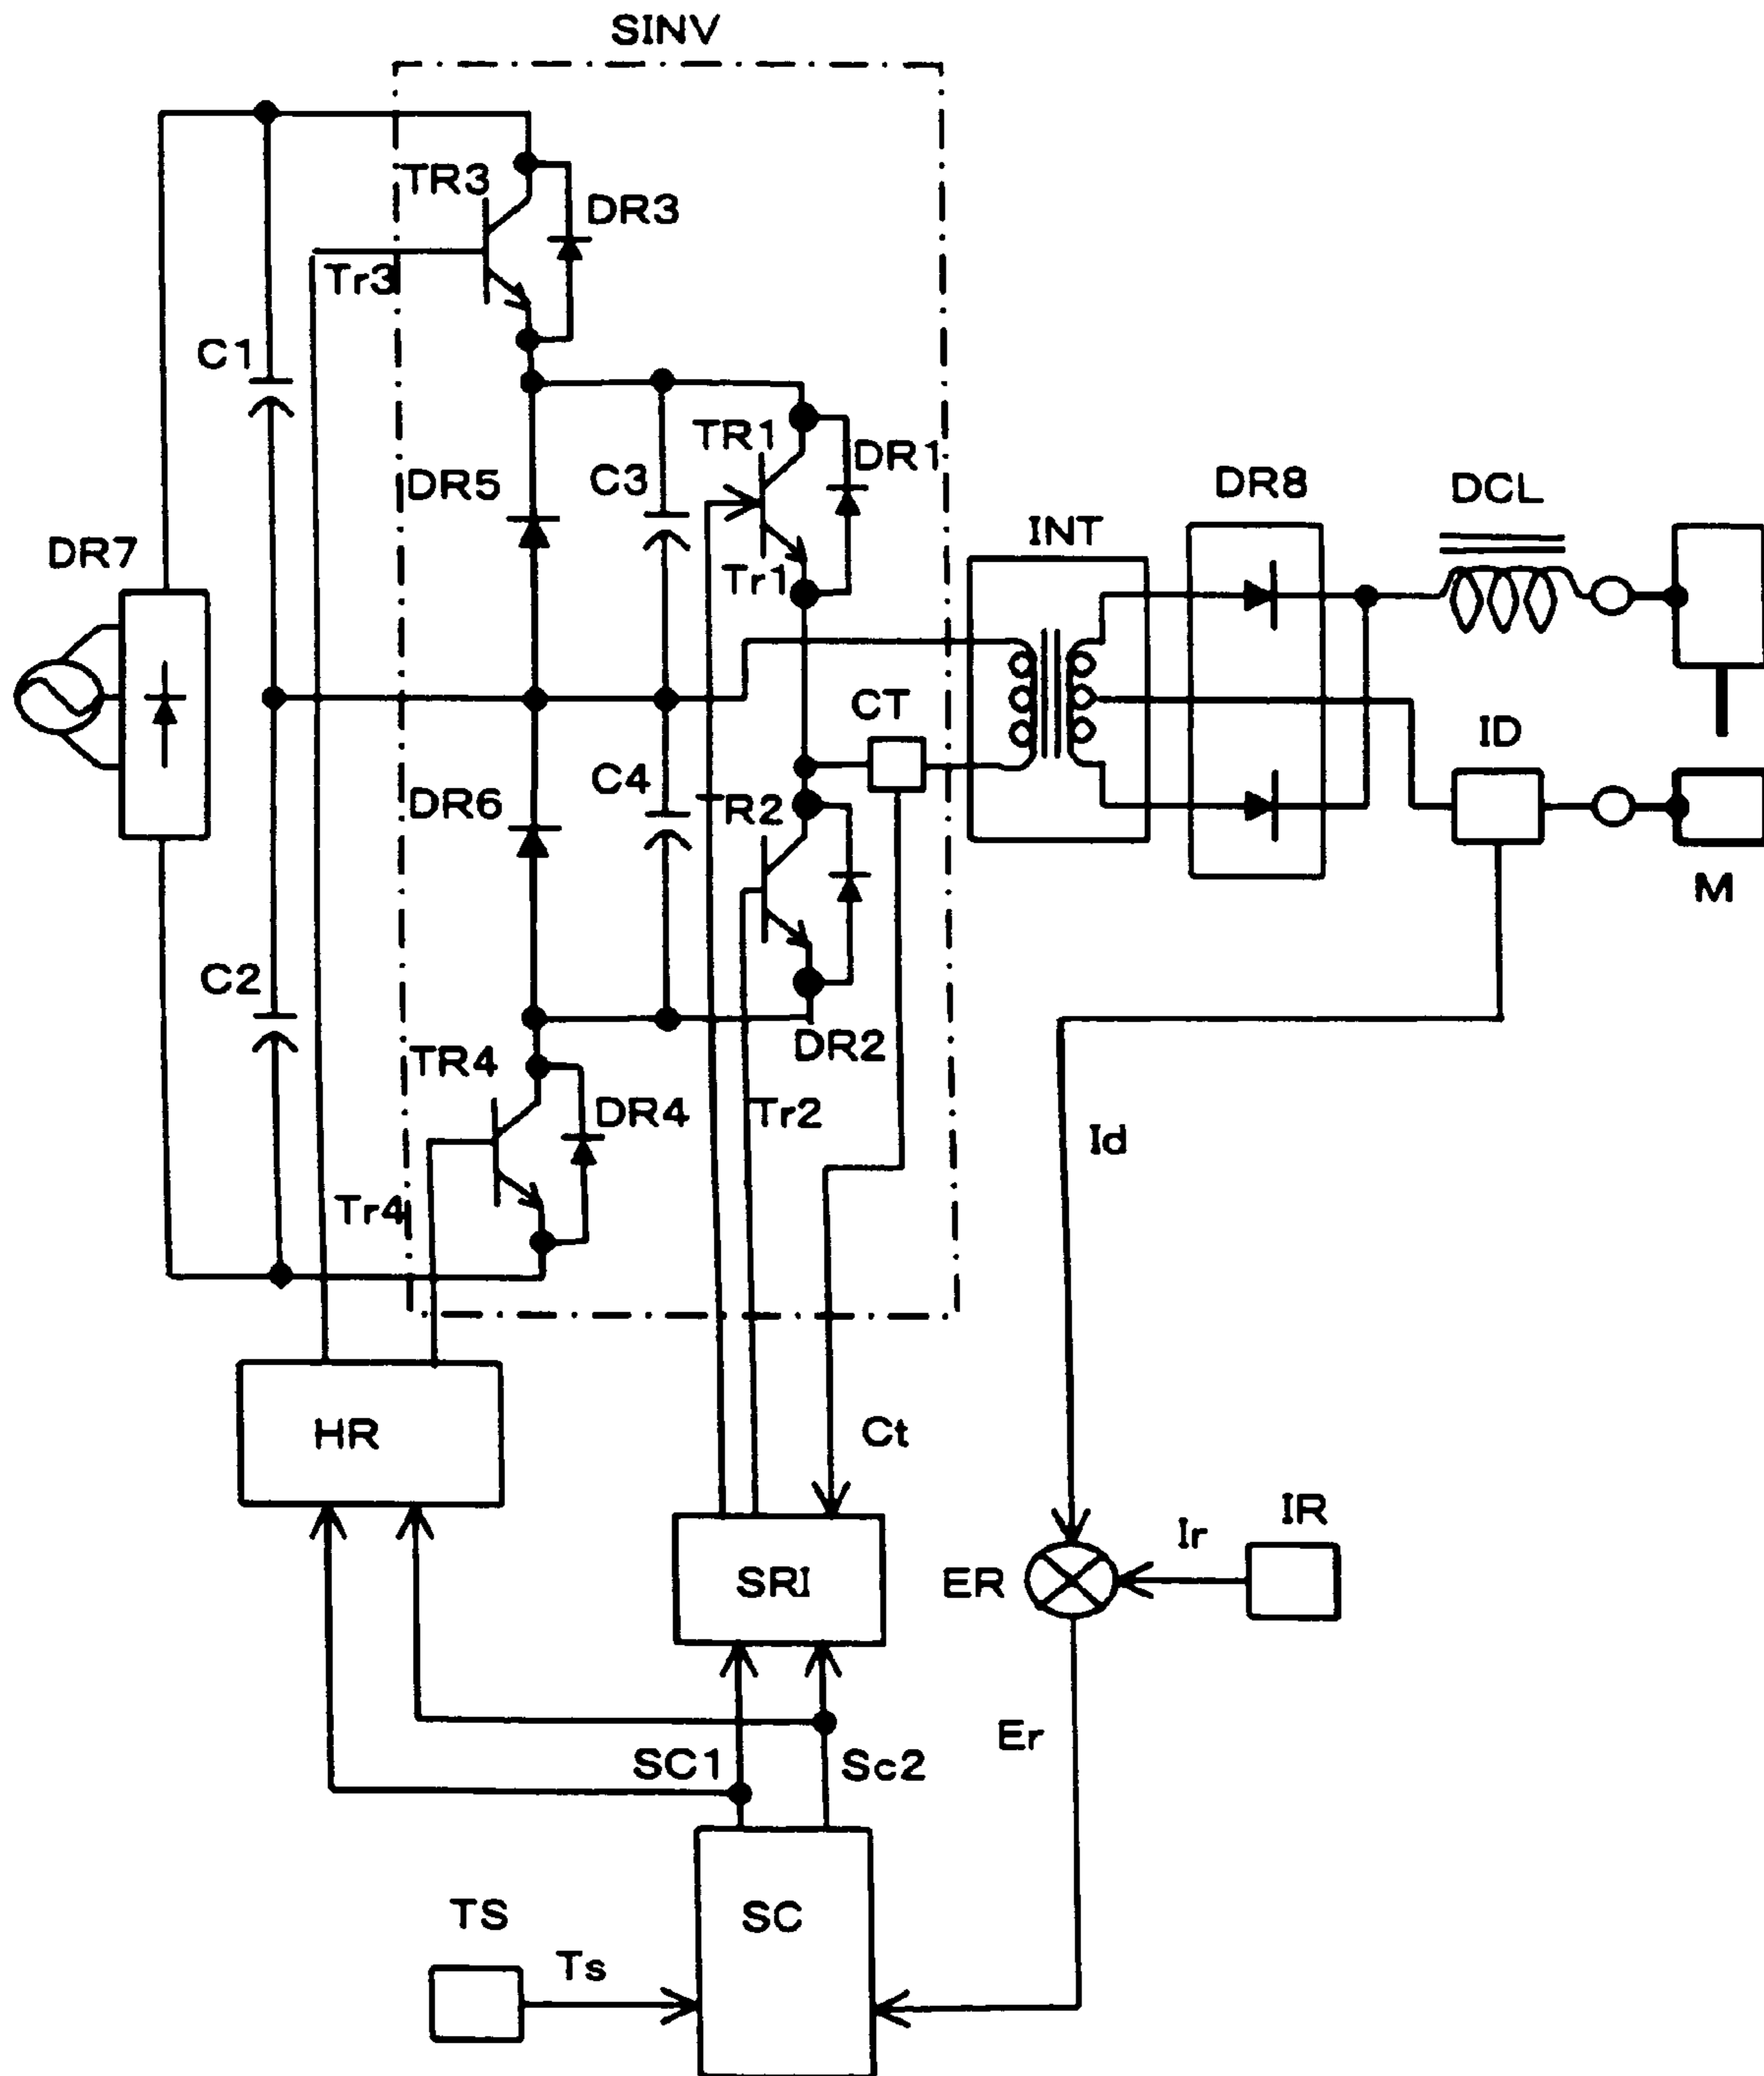 SINV
TR3
DR3
Tr3
C1
TR1
DR1
DR5
C3
DR8
DCL
INT
DR7
Tr1
CT
ID
C4
DR6
TR2
M
C2
DR2
TR4
DR4
Tr2
Id
Tr4
HR
Ct
IR
Ir
SRI
ER
Er
SC1
Sc2
TS
SC
Ts